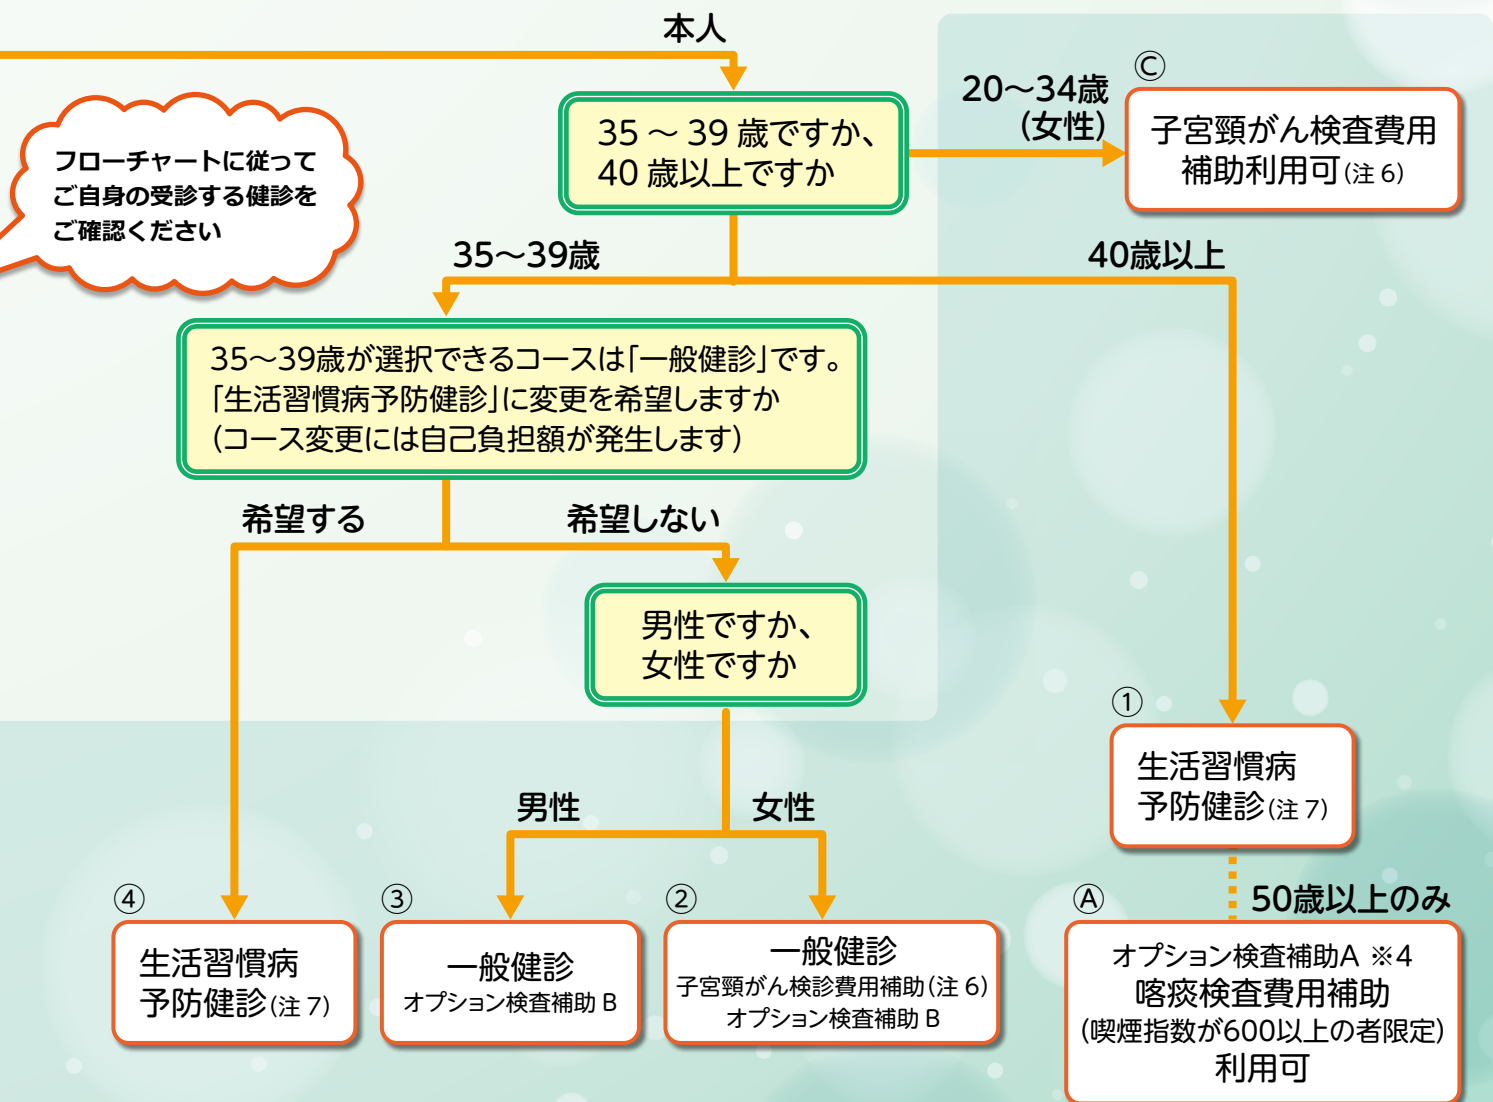 本人
フローチャートに従って
ご自身の受診する健診を
ご確認ください
35～39歳ですか、
40歳以上ですか
20～34歳
(女性)
Ⓒ
子宮頸がん検査費用
補助利用可(注6)
35～39歳
40歳以上
35～39歳が選択できるコースは「一般健診」です。
「生活習慣病予防健診」に変更を希望しますか
(コース変更には自己負担額が発生します)
希望する
希望しない
男性ですか、
女性ですか
男性
女性
④
生活習慣病
予防健診(注7)
③
一般健診
オプション検査補助B
②
一般健診
子宮頸がん検診費用補助(注6)
オプション検査補助B
①
生活習慣病
予防健診(注7)
50歳以上のみ
Ⓐ
オプション検査補助A ※4
喀痰検査費用補助
(喫煙指数が600以上の者限定)
利用可